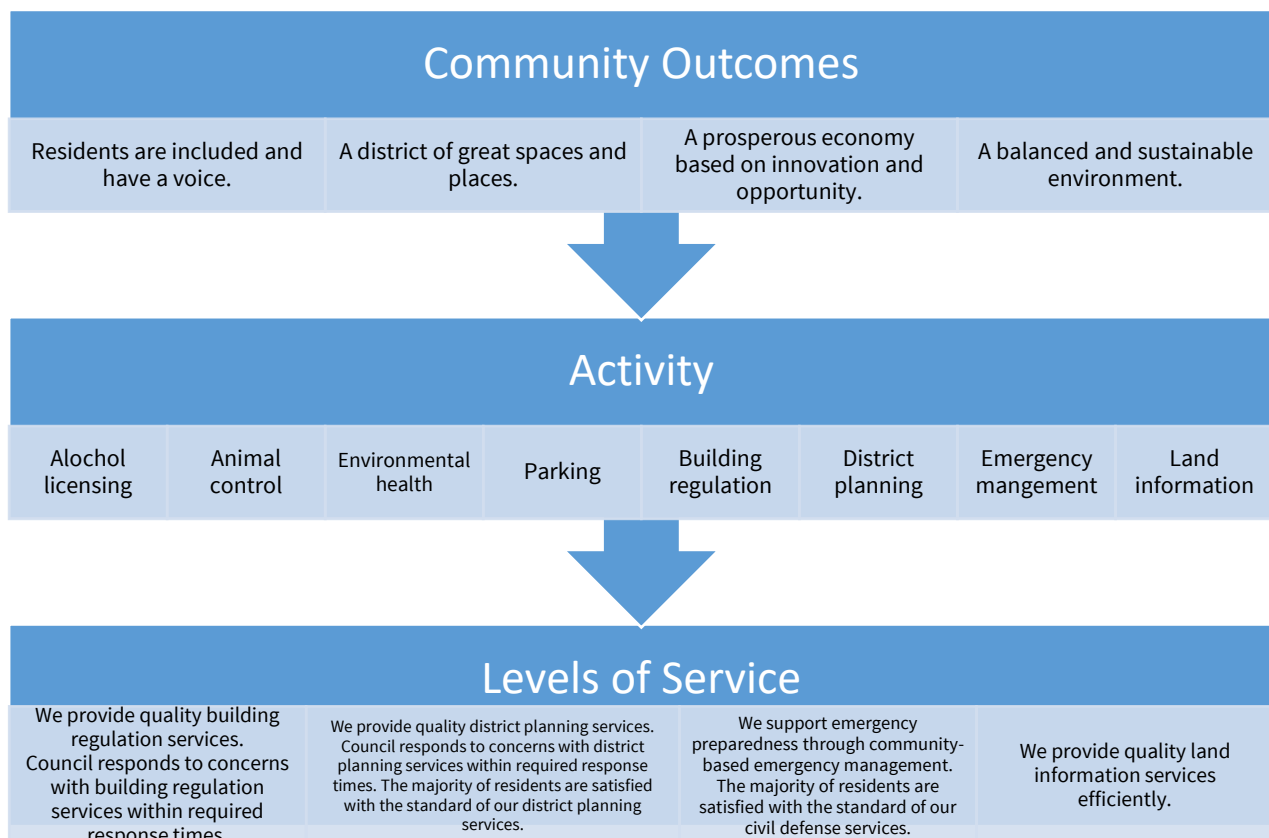 Community Outcomes
Residents are included and
have a voice.
A district of great spaces and
places.
A prosperous economy
based on innovation and
opportunity.
A balanced and sustainable
environment.
Activity
Alochol
licensing
Animal
control
Environmental
health
Parking
Building
regulation
District
planning
Emergency
mangement
Land
information
Levels of Service
We provide quality building
regulation services.
Council responds to concerns
with building regulation
services within required
response times.
We provide quality district planning services.
Council responds to concerns with district
planning services within required response
times. The majority of residents are satisfied
with the standard of our district planning
services.
We support emergency
preparedness through community-
based emergency management.
The majority of residents are
satisfied with the standard of our
civil defense services.
We provide quality land
information services
efficiently.